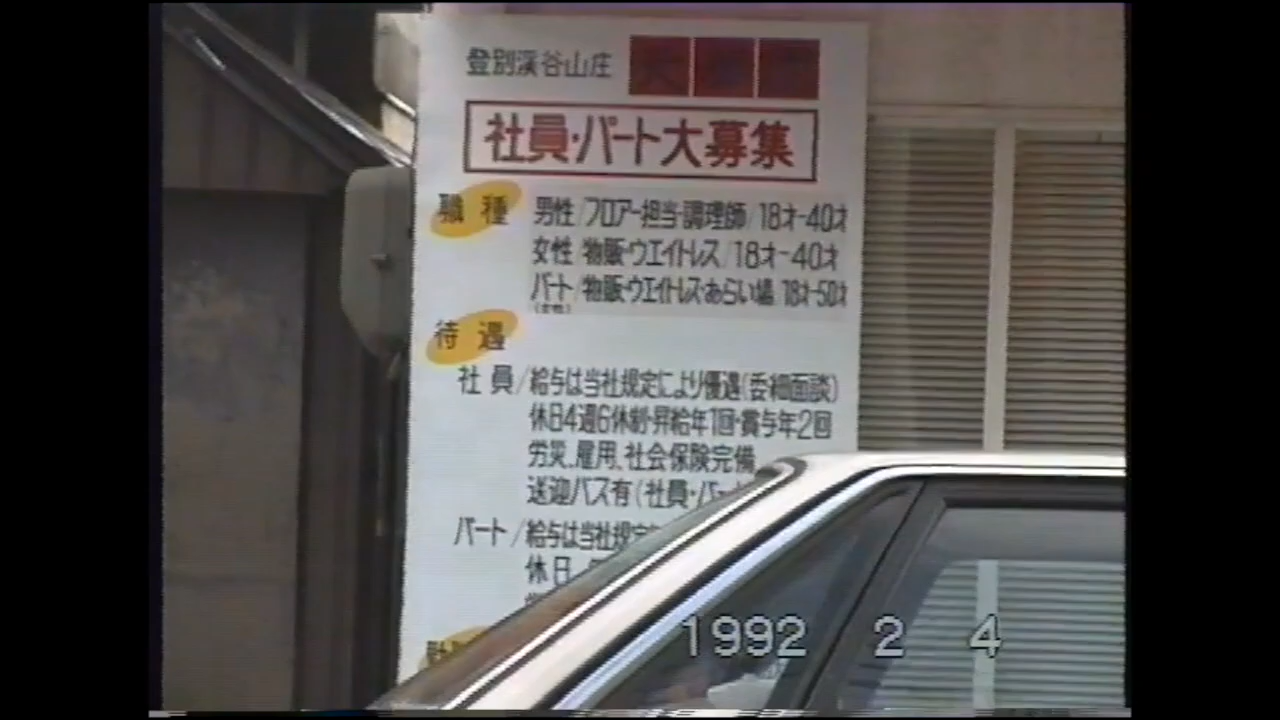 登別渓谷山庄
社員・パート大募集
職種 男性/フロアー担当・調理師/18才-40才
女性/物販・ウエイトレス/18才-40才
パート/物販・ウエイトレス・あらい場 18才-50才
(女性)
待遇
社員/給与は当社規定により優遇(委細面談)
休日4週6休制・昇給年1回・賞与年2回
労災、雇用、社会保険完備
送迎バス有(社員・パー
パート/給与は当社規定
休日
1992 2 4